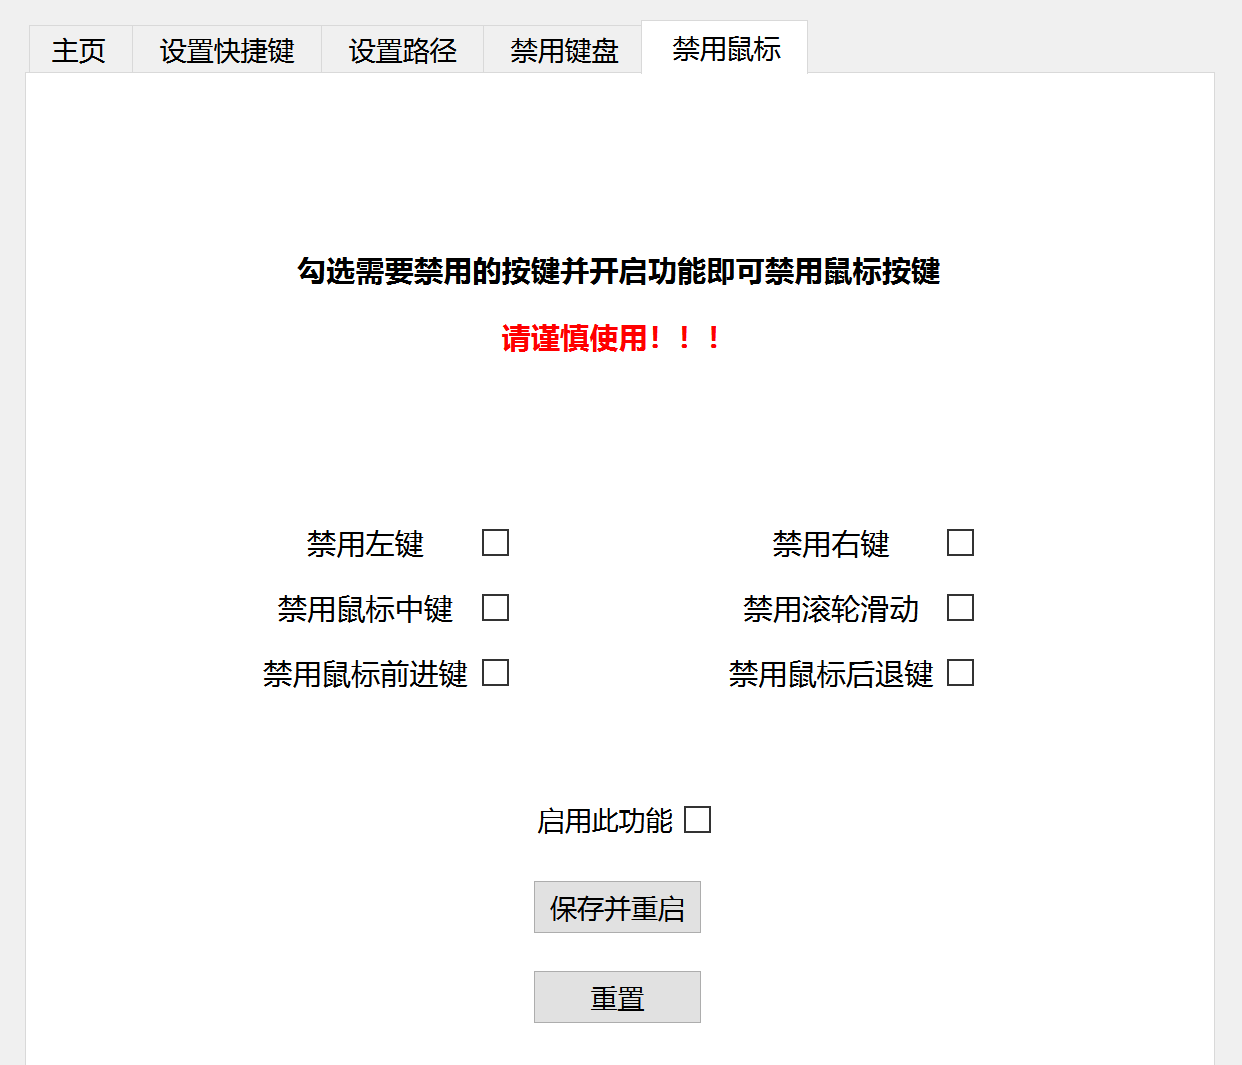 主页 设置快捷键 设置路径 禁用键盘 禁用鼠标
勾选需要禁用的按键并开启功能即可禁用鼠标按键
请谨慎使用！！！
禁用左键 禁用右键
禁用鼠标中键 禁用滚轮滑动
禁用鼠标前进键 禁用鼠标后退键
启用此功能
保存并重启
重置